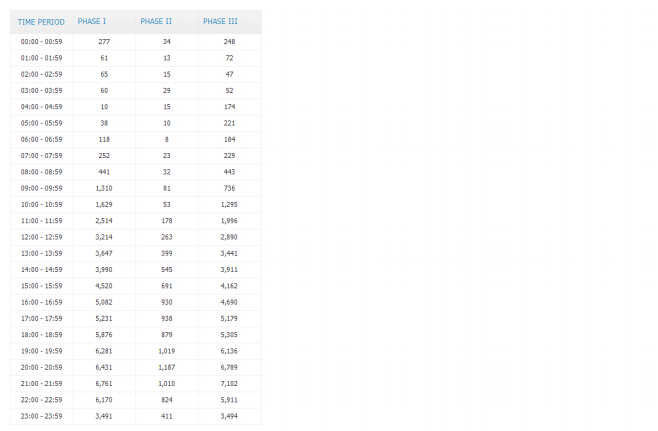 TIME PERIOD PHASE I PHASE II PHASE III
00:00 - 00:59 277 34 248
01:00 - 01:59 61 13 72
02:00 - 02:59 65 15 47
03:00 - 03:59 60 29 52
04:00 - 04:59 10 15 174
05:00 - 05:59 38 10 221
06:00 - 06:59 118 8 184
07:00 - 07:59 252 23 229
08:00 - 08:59 441 32 443
09:00 - 09:59 1,310 81 736
10:00 - 10:59 1,629 53 1,295
11:00 - 11:59 2,514 178 1,996
12:00 - 12:59 3,214 263 2,890
13:00 - 13:59 3,647 399 3,441
14:00 - 14:59 3,990 545 3,911
15:00 - 15:59 4,520 691 4,162
16:00 - 16:59 5,082 930 4,690
17:00 - 17:59 5,231 938 5,179
18:00 - 18:59 5,876 879 5,305
19:00 - 19:59 6,281 1,019 6,136
20:00 - 20:59 6,431 1,187 6,789
21:00 - 21:59 6,761 1,010 7,102
22:00 - 22:59 6,170 824 5,911
23:00 - 23:59 3,491 411 3,494